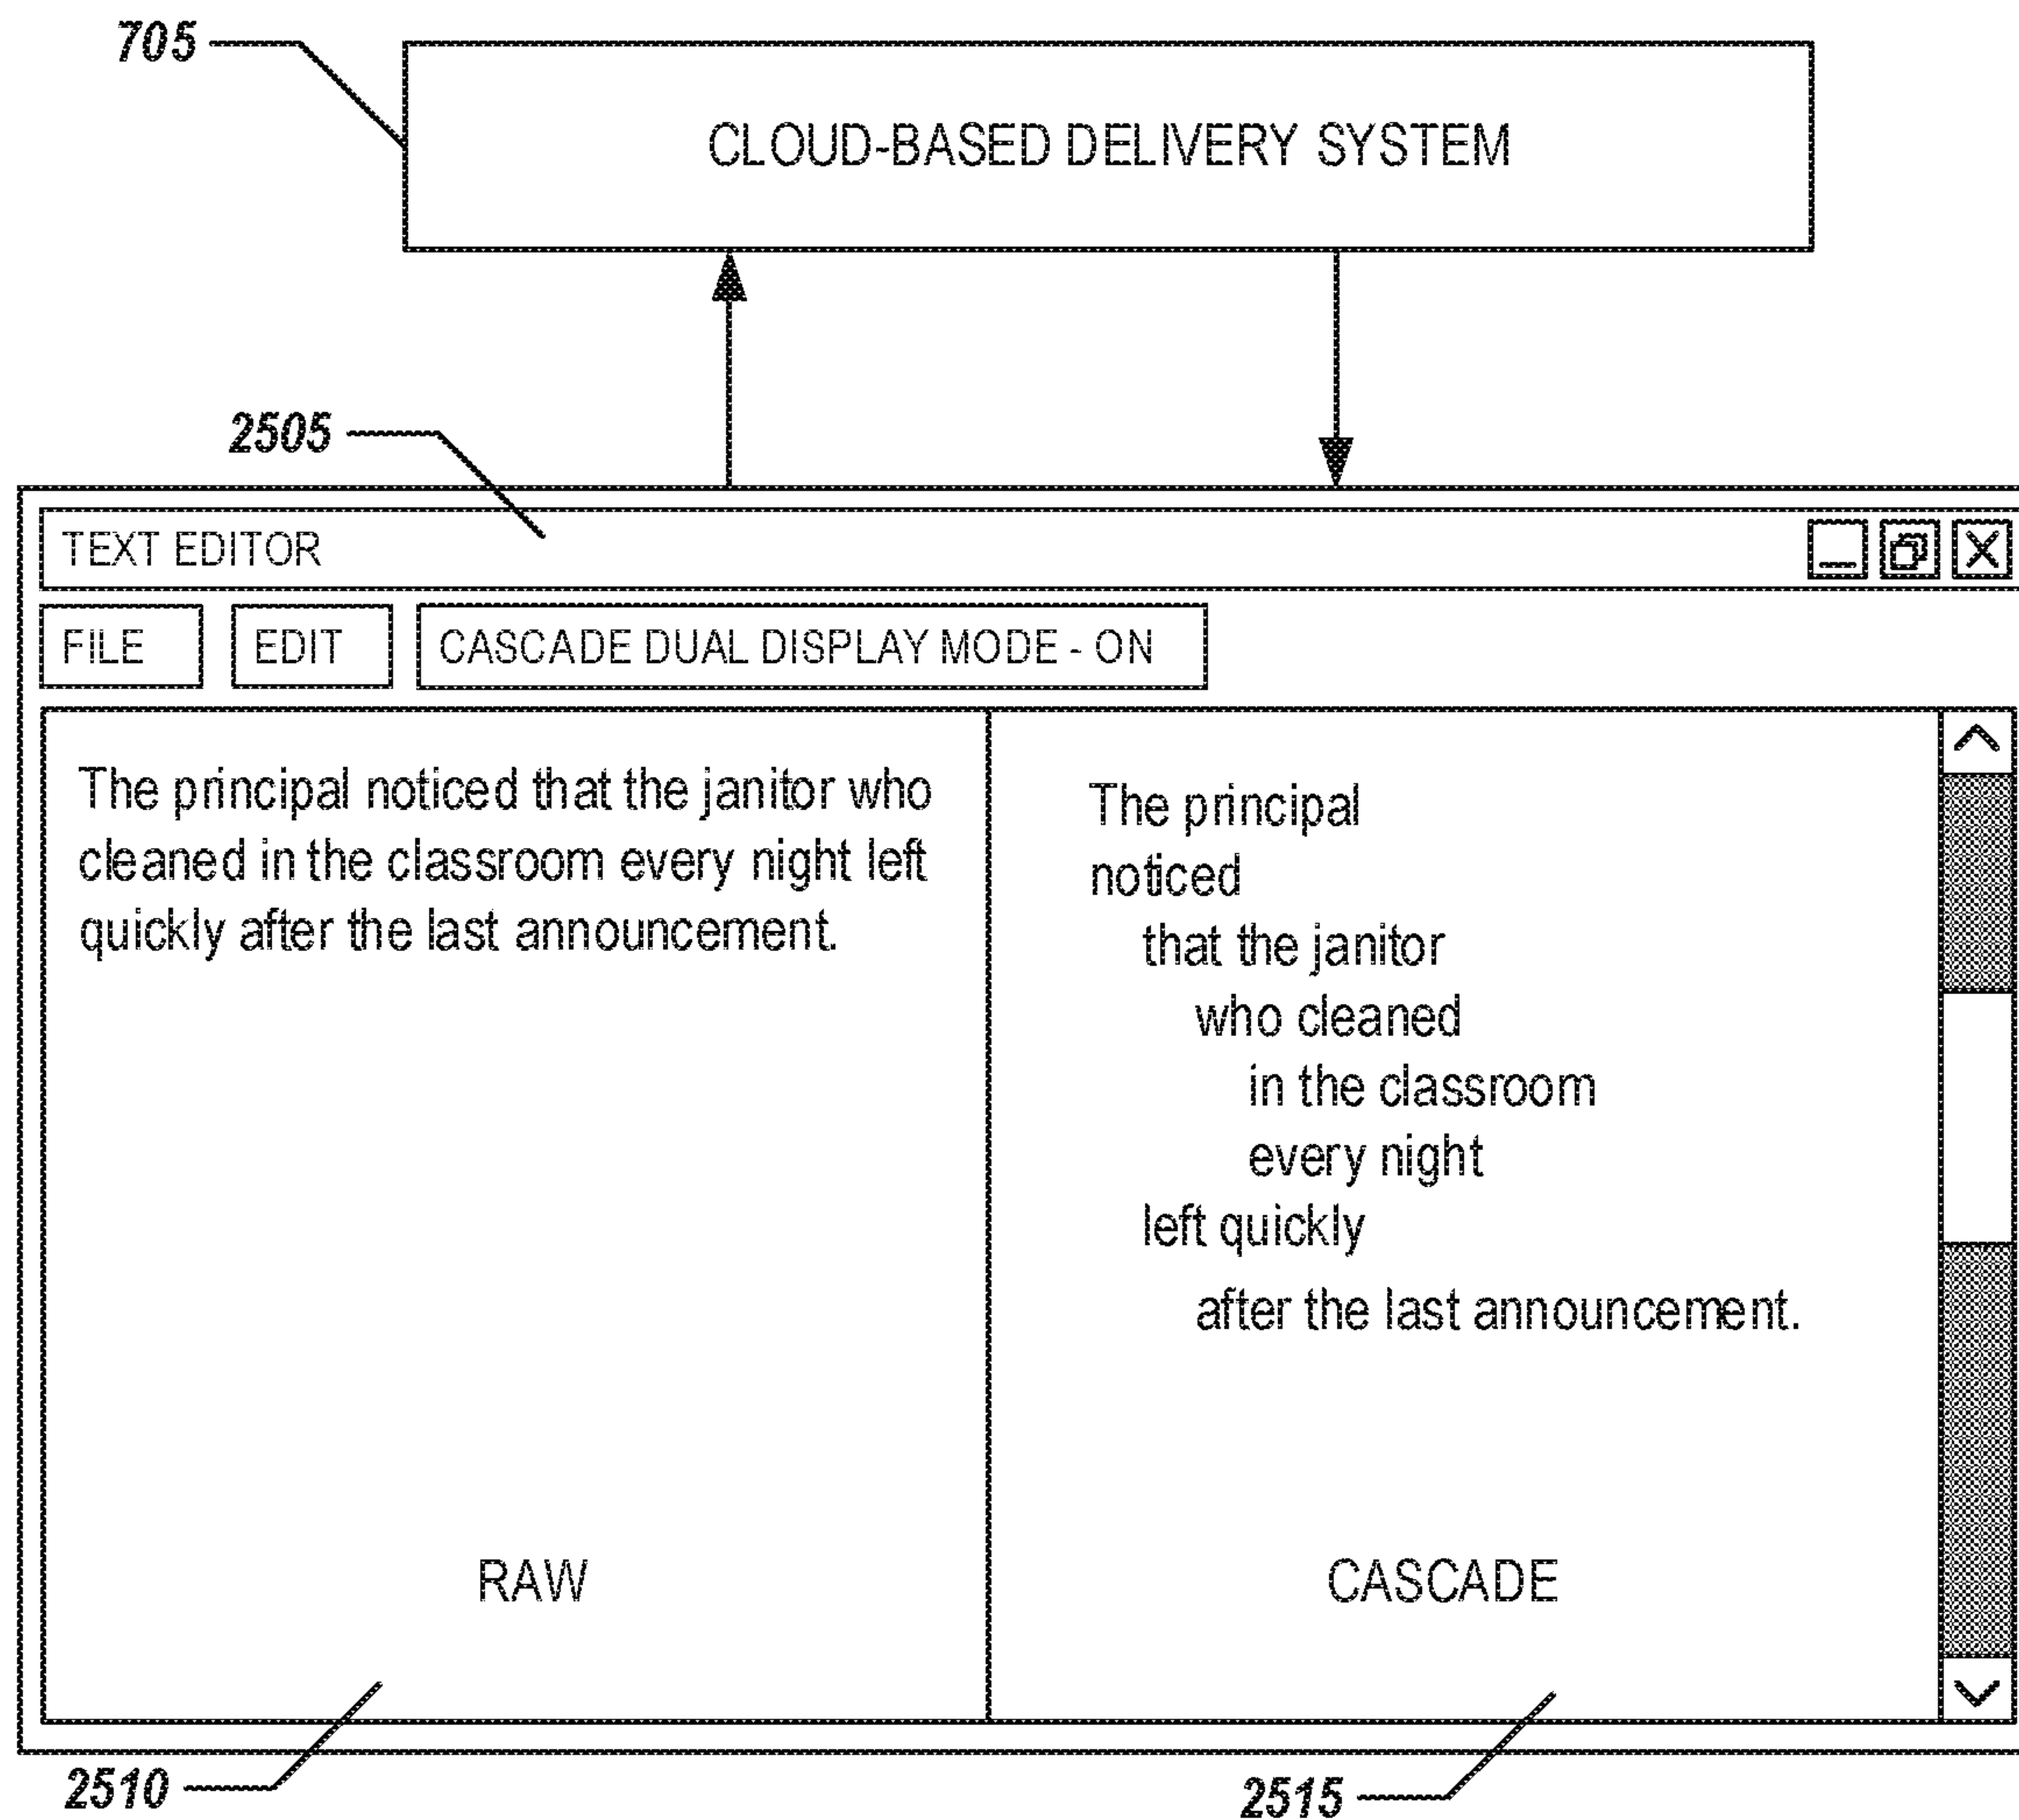 705
CLOUD-BASED DELIVERY SYSTEM
2505
TEXT EDITOR
FILE
EDIT
CASCADE DUAL DISPLAY MODE - ON
The principal noticed that the janitor who
cleaned in the classroom every night left
quickly after the last announcement.
RAW
The principal
noticed
that the janitor
who cleaned
in the classroom
every night
left quickly
after the last announcement.
CASCADE
2510
2515